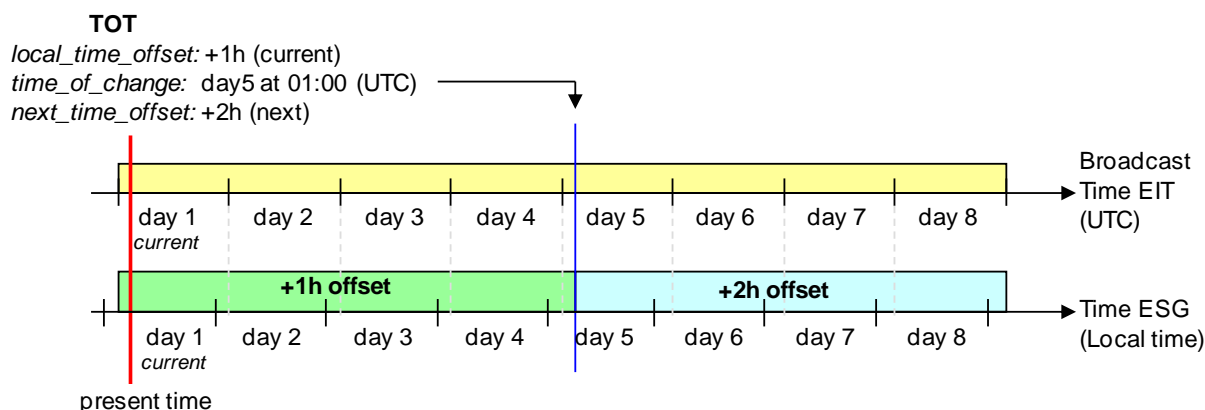 TOT
local_time_offset: +1h (current)
time_of_change: day5 at 01:00 (UTC)
next_time_offset: +2h (next)
Broadcast
Time EIT
(UTC)
day 1 day 2 day 3 day 4 day 5 day 6 day 7 day 8
current
+1h offset +2h offset
Time ESG
(Local time)
day 1 day 2 day 3 day 4 day 5 day 6 day 7 day 8
current
present time